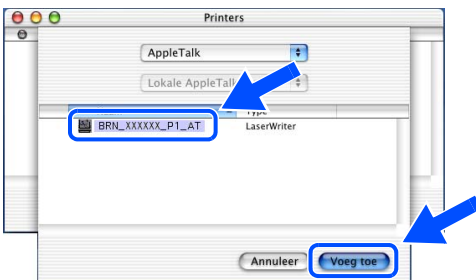 Printers
AppleTalk
Lokale AppleTalk
Type
BRN_XXXXXX_P1_AT LaserWriter
Annuleer Voeg toe